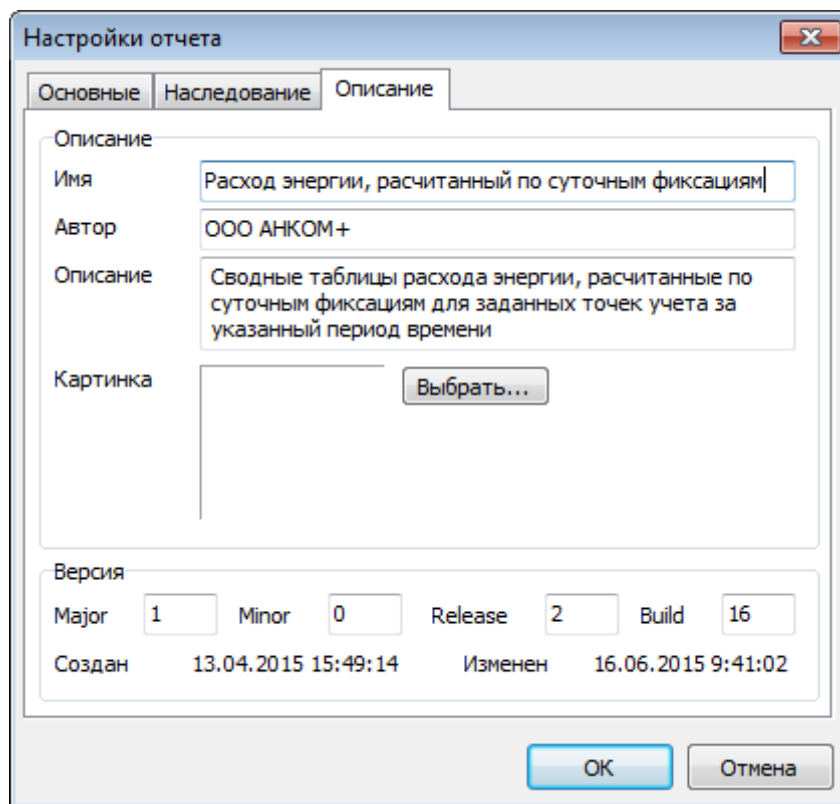 Настройки отчета
Основные Наследование Описание
Описание
Имя Расход энергии, расчитанный по суточным фиксациям
Автор ООО АНКОМ+
Описание Сводные таблицы расхода энергии, расчитанные по
суточным фиксациям для заданных точек учета за
указанный период времени
Картинка Выбрать...
Версия
Major 1 Minor 0 Release 2 Build 16
Создан 13.04.2015 15:49:14 Изменен 16.06.2015 9:41:02
ОК Отмена